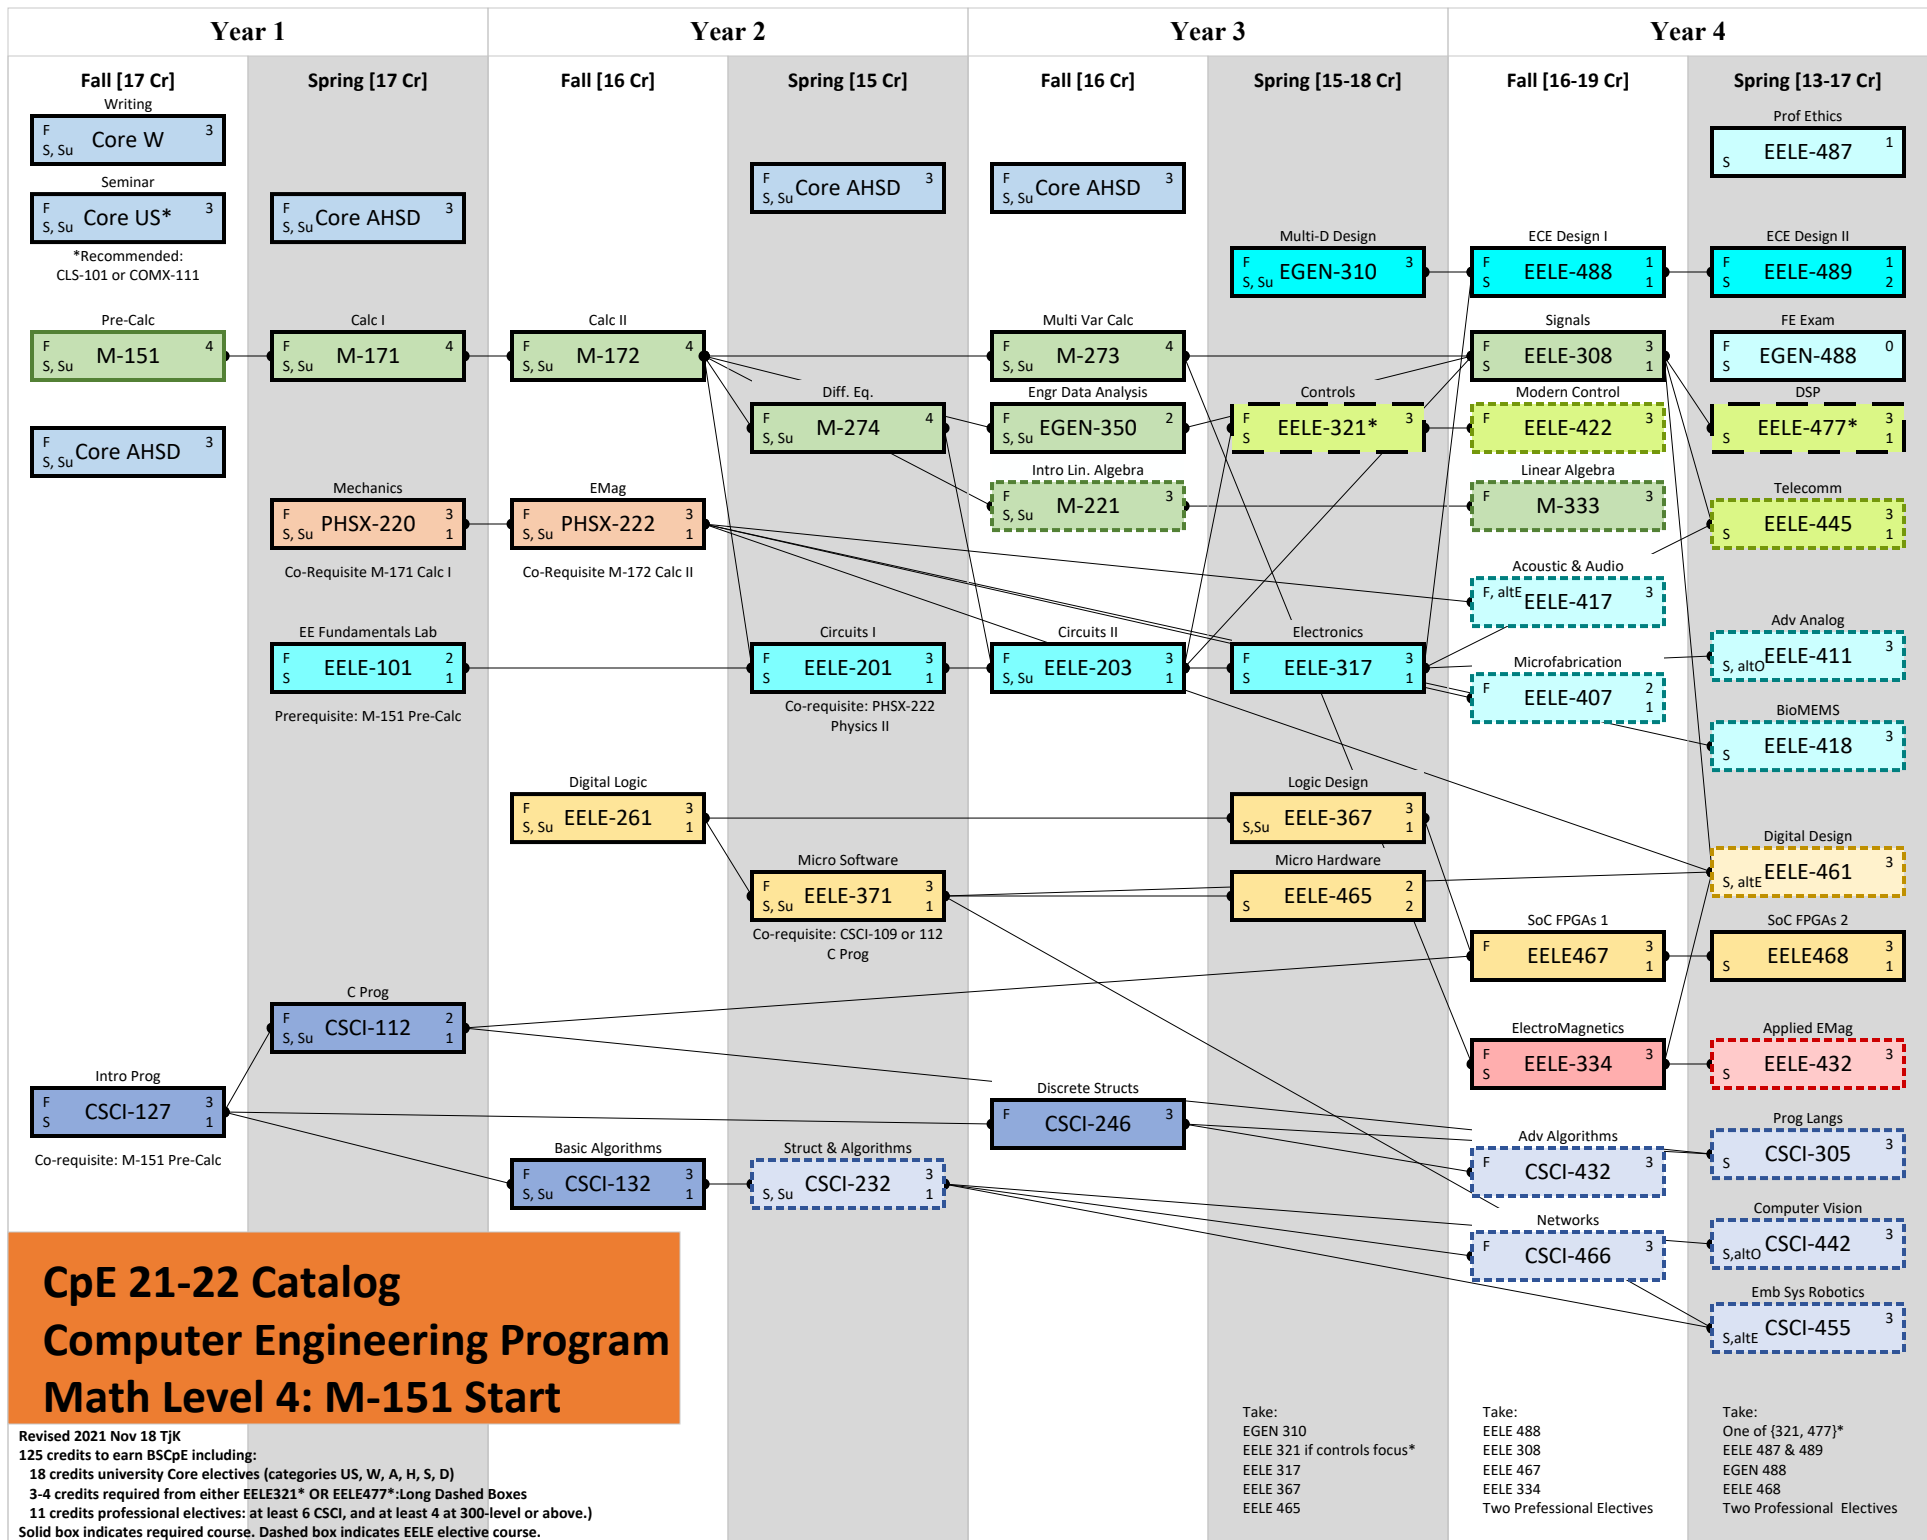 Year 1
Year 2
Year 3
Year 4
Fall [17 Cr]
Spring [17 Cr]
Fall [16 Cr]
Spring [15 Cr]
Fall [16 Cr]
Spring [15-18 Cr]
Fall [16-19 Cr]
Spring [13-17 Cr]
Writing
F
S, Su
Core W
3
Seminar
F
S, Su
Core US*
3
*Recommended:
CLS-101 or COMX-111
Pre-Calc
F
S, Su
M-151
4
F
S, Su
Core AHSD
3
Intro Prog
F
S
CSCI-127
3
1
Co-requisite: M-151 Pre-Calc
F
S, Su
Core AHSD
3
Calc I
F
S, Su
M-171
4
Mechanics
F
S, Su
PHSX-220
3
1
Co-Requisite M-171 Calc I
EE Fundamentals Lab
F
S
EELE-101
2
1
Prerequisite: M-151 Pre-Calc
C Prog
F
S, Su
CSCI-112
2
1
Calc II
F
S, Su
M-172
4
EMag
F
S, Su
PHSX-222
3
1
Co-Requisite M-172 Calc II
Digital Logic
F
S, Su
EELE-261
3
1
Basic Algorithms
F
S, Su
CSCI-132
3
1
F
S, Su
Core AHSD
3
Diff. Eq.
F
S, Su
M-274
4
Circuits I
F
S
EELE-201
3
1
Co-requisite: PHSX-222
Physics II
Micro Software
F
S, Su
EELE-371
3
1
Co-requisite: CSCI-109 or 112
C Prog
Struct & Algorithms
S, Su
CSCI-232
3
1
F
S, Su
Core AHSD
3
Multi Var Calc
F
S, Su
M-273
4
Engr Data Analysis
F
S, Su
EGEN-350
2
Intro Lin. Algebra
F
S, Su
M-221
3
Circuits II
F
S, Su
EELE-203
3
1
Discrete Structs
F
CSCI-246
3
Multi-D Design
F
S, Su
EGEN-310
3
Controls
F
S
EELE-321*
3
Electronics
F
S
EELE-317
3
1
Logic Design
S,Su
EELE-367
3
1
Micro Hardware
S
EELE-465
2
2
Take:
EGEN 310
EELE 321 if controls focus*
EELE 317
EELE 367
EELE 465
ECE Design I
F
S
EELE-488
1
1
Signals
F
S
EELE-308
3
1
Modern Control
F
EELE-422
3
Linear Algebra
F
M-333
3
Acoustic & Audio
F, altE
EELE-417
3
Microfabrication
F
EELE-407
2
1
SoC FPGAs 1
F
EELE467
3
1
ElectroMagnetics
F
S
EELE-334
3
Adv Algorithms
F
CSCI-432
3
Networks
F
CSCI-466
3
Take:
EELE 488
EELE 308
EELE 467
EELE 334
Two Prefessional Electives
Prof Ethics
S
EELE-487
1
ECE Design II
F
S
EELE-489
1
2
FE Exam
F
S
EGEN-488
0
DSP
S
EELE-477*
3
1
Telecomm
S
EELE-445
3
1
Adv Analog
S, altO
EELE-411
3
BioMEMS
S
EELE-418
3
Digital Design
S, altE
EELE-461
3
SoC FPGAs 2
S
EELE468
3
1
Applied EMag
S
EELE-432
3
Prog Langs
S
CSCI-305
3
Computer Vision
S,altO
CSCI-442
3
Emb Sys Robotics
S,altE
CSCI-455
3
Take:
One of {321, 477}*
EELE 487 & 489
EGEN 488
EELE 468
Two Professional Electives
CpE 21-22 Catalog
Computer Engineering Program
Math Level 4: M-151 Start
Revised 2021 Nov 18 TjK
125 credits to earn BSCpE including:
18 credits university Core electives (categories US, W, A, H, S, D)
3-4 credits required from either EELE321* OR EELE477*:Long Dashed Boxes
11 credits professional electives: at least 6 CSCI, and at least 4 at 300-level or above.)
Solid box indicates required course. Dashed box indicates EELE elective course.